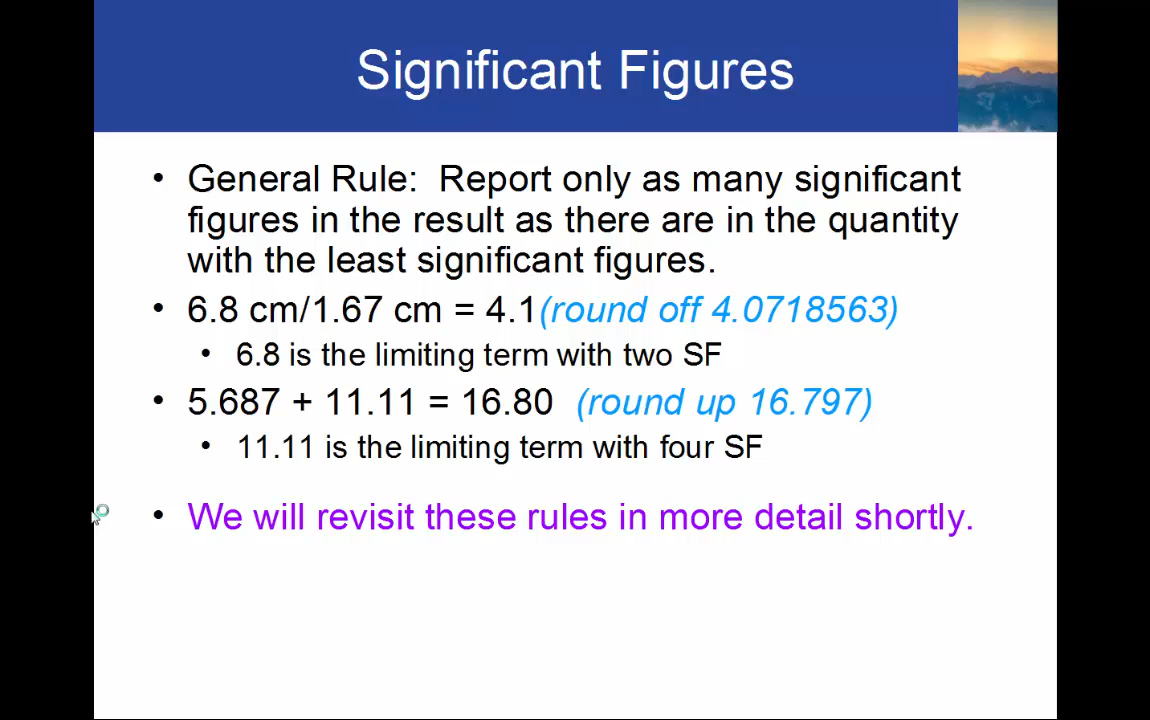 Significant Figures
• General Rule: Report only as many significant
figures in the result as there are in the quantity
with the least significant figures.
• 6.8 cm/1.67 cm = 4.1(round off 4.0718563)
• 6.8 is the limiting term with two SF
• 5.687 + 11.11 = 16.80 (round up 16.797)
• 11.11 is the limiting term with four SF
• We will revisit these rules in more detail shortly.